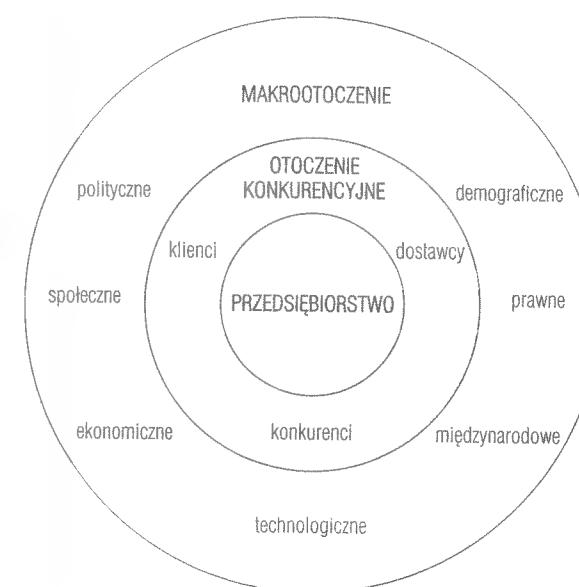 MAKROOTOCZENIE
OTOCZENIE
KONKURENCYJNE
polityczne
demograficzne
klienci
dostawcy
społeczne
PRZEDSIĘBIORSTWO
prawne
ekonomiczne
konkurenci
międzynarodowe
technologiczne